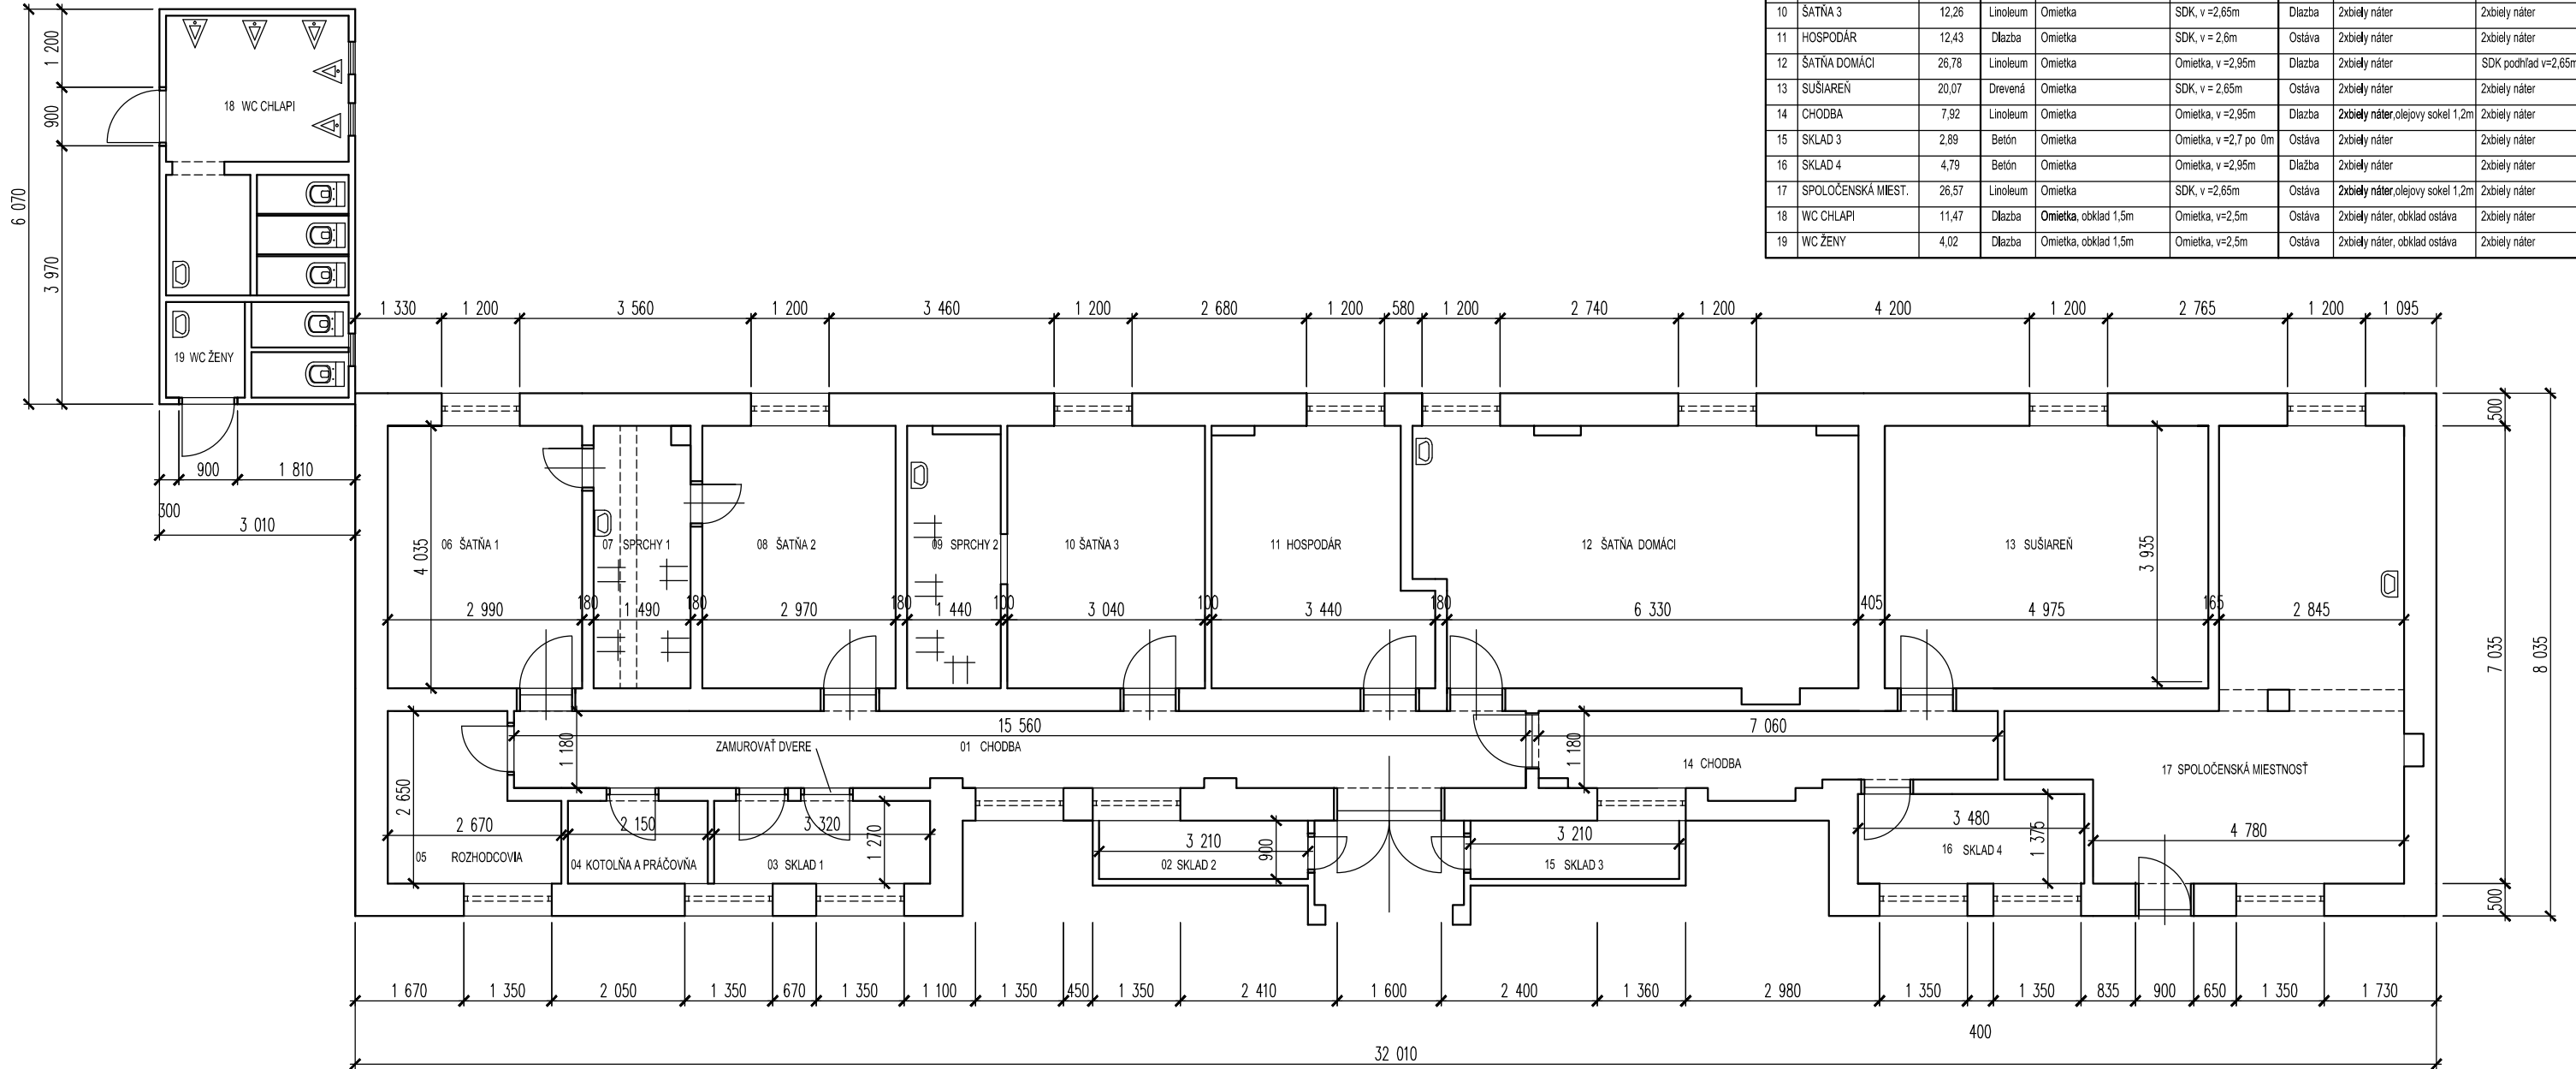 10 ŠATŇA 3 12,26 Linoleum Omietka SDK, v =2,65m Dlazba 2xbiely náter 2xbiely náter
11 HOSPODÁR 12,43 Dlazba Omietka SDK, v = 2,6m Ostáva 2xbiely náter 2xbiely náter
12 ŠATŇA DOMÁCI 26,78 Linoleum Omietka Omietka, v =2,95m Dlazba 2xbiely náter SDK podhľad v=2,65m
13 SUŠIAREŇ 20,07 Drevená Omietka SDK, v = 2,65m Ostáva 2xbiely náter 2xbiely náter
14 CHODBA 7,92 Linoleum Omietka Omietka, v =2,95m Dlazba 2xbiely náter,olejovy sokel 1,2m 2xbiely náter
15 SKLAD 3 2,89 Betón Omietka Omietka, v =2,7 po 0m Ostáva 2xbiely náter 2xbiely náter
16 SKLAD 4 4,79 Betón Omietka Omietka, v =2,95m Dlažba 2xbiely náter 2xbiely náter
17 SPOLOČENSKÁ MIEST. 26,57 Linoleum Omietka SDK, v =2,65m Ostáva 2xbiely náter,olejovy sokel 1,2m 2xbiely náter
18 WC CHLAPI 11,47 Dlazba Omietka, obklad 1,5m Omietka, v=2,5m Ostáva 2xbiely náter, obklad ostáva 2xbiely náter
19 WC ŽENY 4,02 Dlazba Omietka, obklad 1,5m Omietka, v=2,5m Ostáva 2xbiely náter, obklad ostáva 2xbiely náter
6 070
1 200
900
3 970
18 WC CHLAPI
19 WC ŽENY
900 1 810
300
3 010
1 330 1 200 3 560 1 200 3 460 1 200 2 680 1 200 580 1 200 2 740 1 200 4 200 1 200 2 765 1 200 1 095
500
7 035
8 035
500
4 035
3 935
06 ŠATŇA 1
07 SPRCHY 1
08 ŠATŇA 2
09 SPRCHY 2
10 ŠATŇA 3
11 HOSPODÁR
12 ŠATŇA DOMÁCI
13 SUŠIAREŇ
2 990 180 1 490 180 2 970 180 1 440 100 3 040 100 3 440 180 6 330 405 4 975 165 2 845
15 560
7 060
1 180
ZAMUROVAŤ DVERE
01 CHODBA
1 180
14 CHODBA
17 SPOLOČENSKÁ MIESTNOSŤ
2 650
2 670
2 150
3 320
1 270
3 210
900
3 210
3 480
1 375
4 780
05 ROZHODCOVIA
04 KOTOLŇA A PRÁČOVŇA
03 SKLAD 1
02 SKLAD 2
15 SKLAD 3
16 SKLAD 4
1 670 1 350 2 050 1 350 670 1 350 1 100 1 350 450 1 350 2 410 1 600 2 400 1 360 2 980 1 350 1 350 835 900 650 1 350 1 730
400
32 010